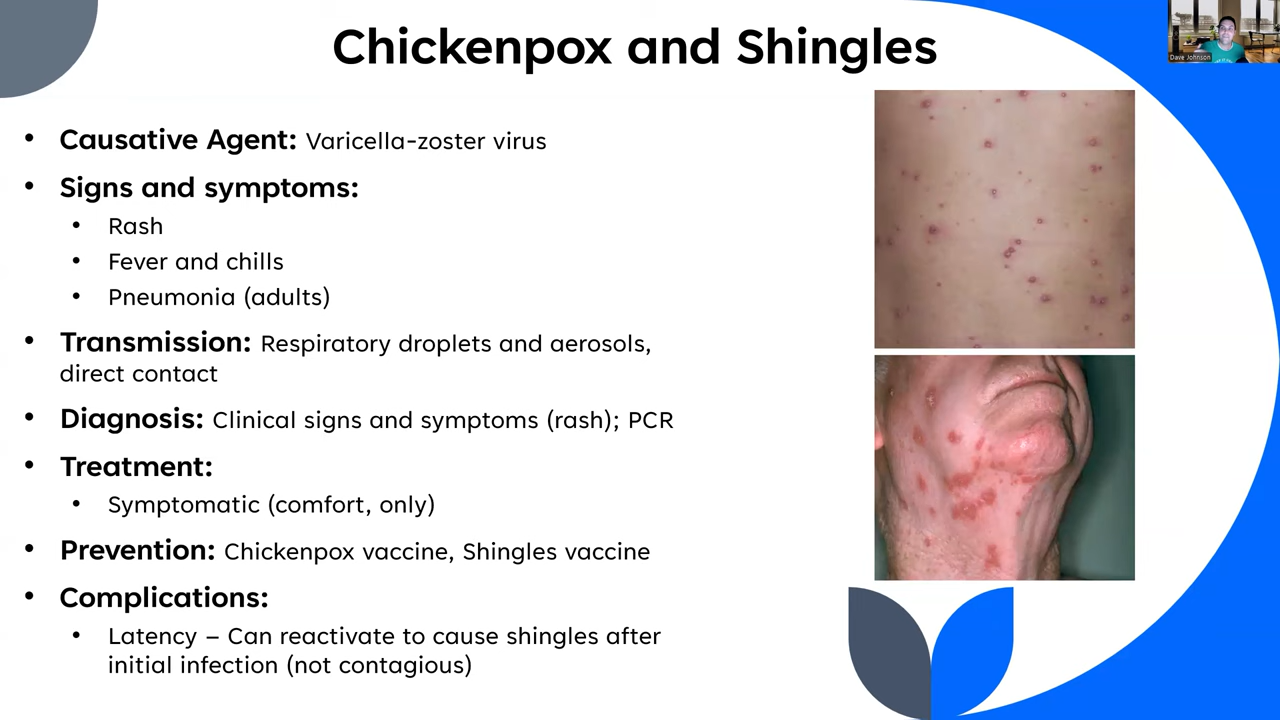 Chickenpox and Shingles
Dave Johnson
• Causative Agent: Varicella-zoster virus
• Signs and symptoms:
• Rash
• Fever and chills
• Pneumonia (adults)
• Transmission: Respiratory droplets and aerosols,
direct contact
• Diagnosis: Clinical signs and symptoms (rash); PCR
• Treatment:
• Symptomatic (comfort, only)
• Prevention: Chickenpox vaccine, Shingles vaccine
• Complications:
• Latency – Can reactivate to cause shingles after
initial infection (not contagious)